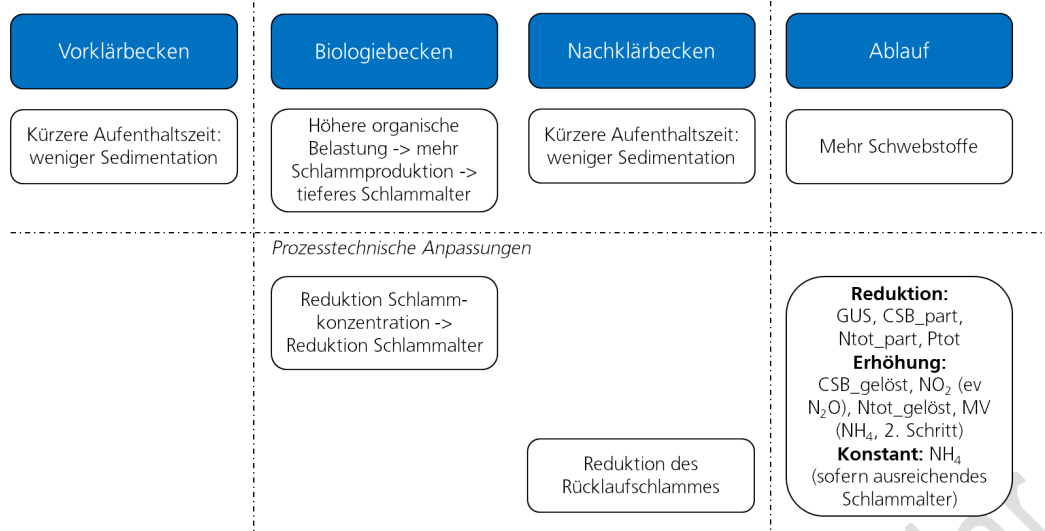 Vorklärbecken
Biologiebecken
Nachklärbecken
Ablauf
Kürzere Aufenthaltszeit:
weniger Sedimentation
Höhere organische
Belastung -> mehr
Schlammproduktion ->
tieferes Schlammalter
Kürzere Aufenthaltszeit:
weniger Sedimentation
Mehr Schwebstoffe
Prozesstechnische Anpassungen
Reduktion Schlamm-
konzentration ->
Reduktion Schlammalter
Reduktion des
Rücklaufschlammes
Reduktion:
GUS, CSB_part,
Ntot_part, Ptot
Erhöhung:
CSB_gelöst, NO₂ (ev
N₂O), Ntot_gelöst, MV
(NH₄, 2. Schritt)
Konstant: NH₄
(sofern ausreichendes
Schlammalter)